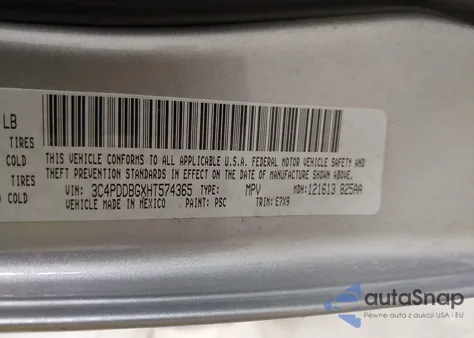 LB
TIRES
COLD
TIRES
COLD
THIS VEHICLE CONFORMS TO ALL APPLICABLE U.S.A. FEDERAL MOTOR VEHICLE SAFETY AND
THEFT PREVENTION STANDARDS IN EFFECT ON THE DATE OF MANUFACTURE SHOWN ABOVE.
VIN: 3C4PDDBGXHT574365 TYPE: MPV MDH:121613 825AA
VEHICLE MADE IN MEXICO PAINT: PSC TRIM:E7X9
autoSnap
Pewne auta z USA i EU